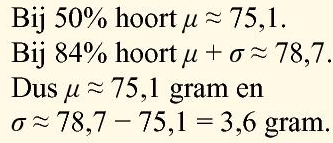 Bij 50% hoort μ ≈ 75,1.
Bij 84% hoort μ + σ ≈ 78,7.
Dus μ ≈ 75,1 gram en
σ ≈ 78,7 − 75,1 = 3,6 gram.